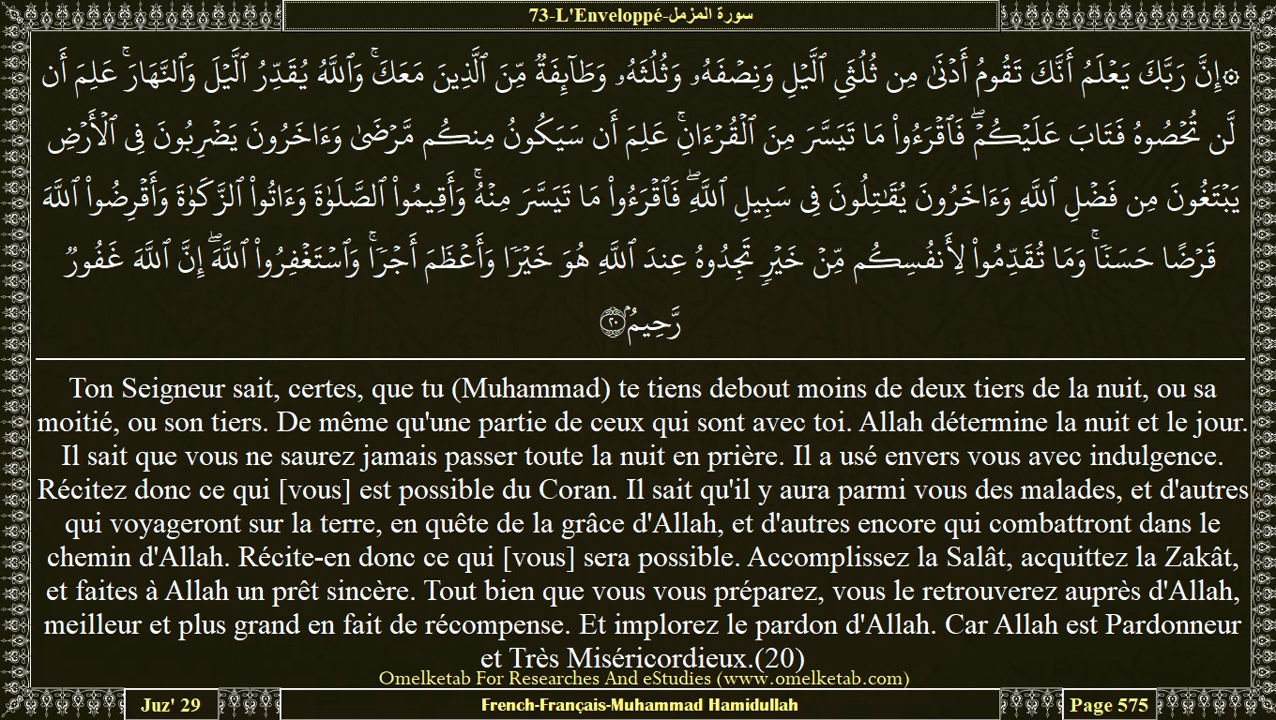 73-L'Enveloppé-سورة المزمل
۞إِنَّ رَبَّكَ يَعْلَمُ أَنَّكَ تَقُومُ أَدْنَىٰ مِن ثُلُثَىِ ٱلَّيْلِ وَنِصْفَهُۥ وَثُلُثَهُۥ وَطَآئِفَةٌ مِّنَ ٱلَّذِينَ مَعَكَ ۚ وَٱللَّهُ يُقَدِّرُ ٱلَّيْلَ وَٱلنَّهَارَ ۚ عَلِمَ أَن
لَّن تُحْصُوهُ فَتَابَ عَلَيْكُمْ ۖ فَٱقْرَءُوا۟ مَا تَيَسَّرَ مِنَ ٱلْقُرْءَانِ ۚ عَلِمَ أَن سَيَكُونُ مِنكُم مَّرْضَىٰ وَءَاخَرُونَ يَضْرِبُونَ فِى ٱلْأَرْضِ
يَبْتَغُونَ مِن فَضْلِ ٱللَّهِ وَءَاخَرُونَ يُقَـٰتِلُونَ فِى سَبِيلِ ٱللَّهِ ۖ فَٱقْرَءُوا۟ مَا تَيَسَّرَ مِنْهُ ۚ وَأَقِيمُوا۟ ٱلصَّلَوٰةَ وَءَاتُوا۟ ٱلزَّكَوٰةَ وَأَقْرِضُوا۟ ٱللَّهَ
قَرْضًا حَسَنًا ۚ وَمَا تُقَدِّمُوا۟ لِأَنفُسِكُم مِّنْ خَيْرٍ تَجِدُوهُ عِندَ ٱللَّهِ هُوَ خَيْرًا وَأَعْظَمَ أَجْرًا ۚ وَٱسْتَغْفِرُوا۟ ٱللَّهَ ۖ إِنَّ ٱللَّهَ غَفُورٌ
رَّحِيمٌۢ ٢٠
Ton Seigneur sait, certes, que tu (Muhammad) te tiens debout moins de deux tiers de la nuit, ou sa
moitié, ou son tiers. De même qu'une partie de ceux qui sont avec toi. Allah détermine la nuit et le jour.
Il sait que vous ne saurez jamais passer toute la nuit en prière. Il a usé envers vous avec indulgence.
Récitez donc ce qui [vous] est possible du Coran. Il sait qu'il y aura parmi vous des malades, et d'autres
qui voyageront sur la terre, en quête de la grâce d'Allah, et d'autres encore qui combattront dans le
chemin d'Allah. Récite-en donc ce qui [vous] sera possible. Accomplissez la Salât, acquittez la Zakât,
et faites à Allah un prêt sincère. Tout bien que vous vous préparez, vous le retrouverez auprès d'Allah,
meilleur et plus grand en fait de récompense. Et implorez le pardon d'Allah. Car Allah est Pardonneur
et Très Miséricordieux.(20)
Omelketab For Researches And eStudies (www.omelketab.com)
Juz' 29
French-Français-Muhammad Hamidullah
Page 575